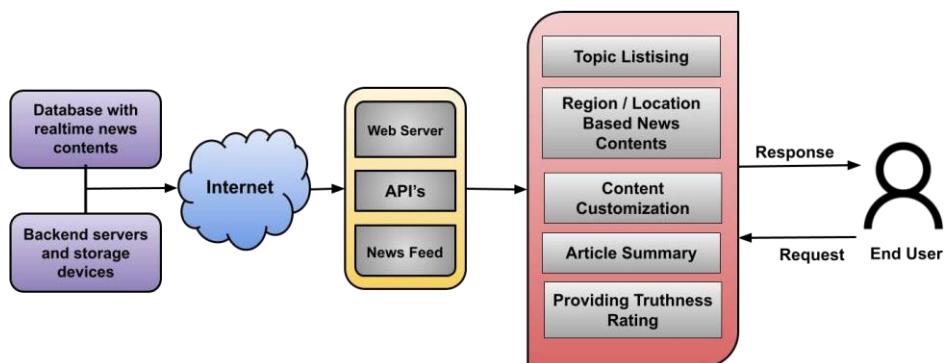 Database with
realtime news
contents
Backend servers
and storage
devices
Internet
Web Server
API's
News Feed
Topic Listising
Region / Location
Based News
Contents
Content
Customization
Article Summary
Providing Truthness
Rating
Response
Request
End User